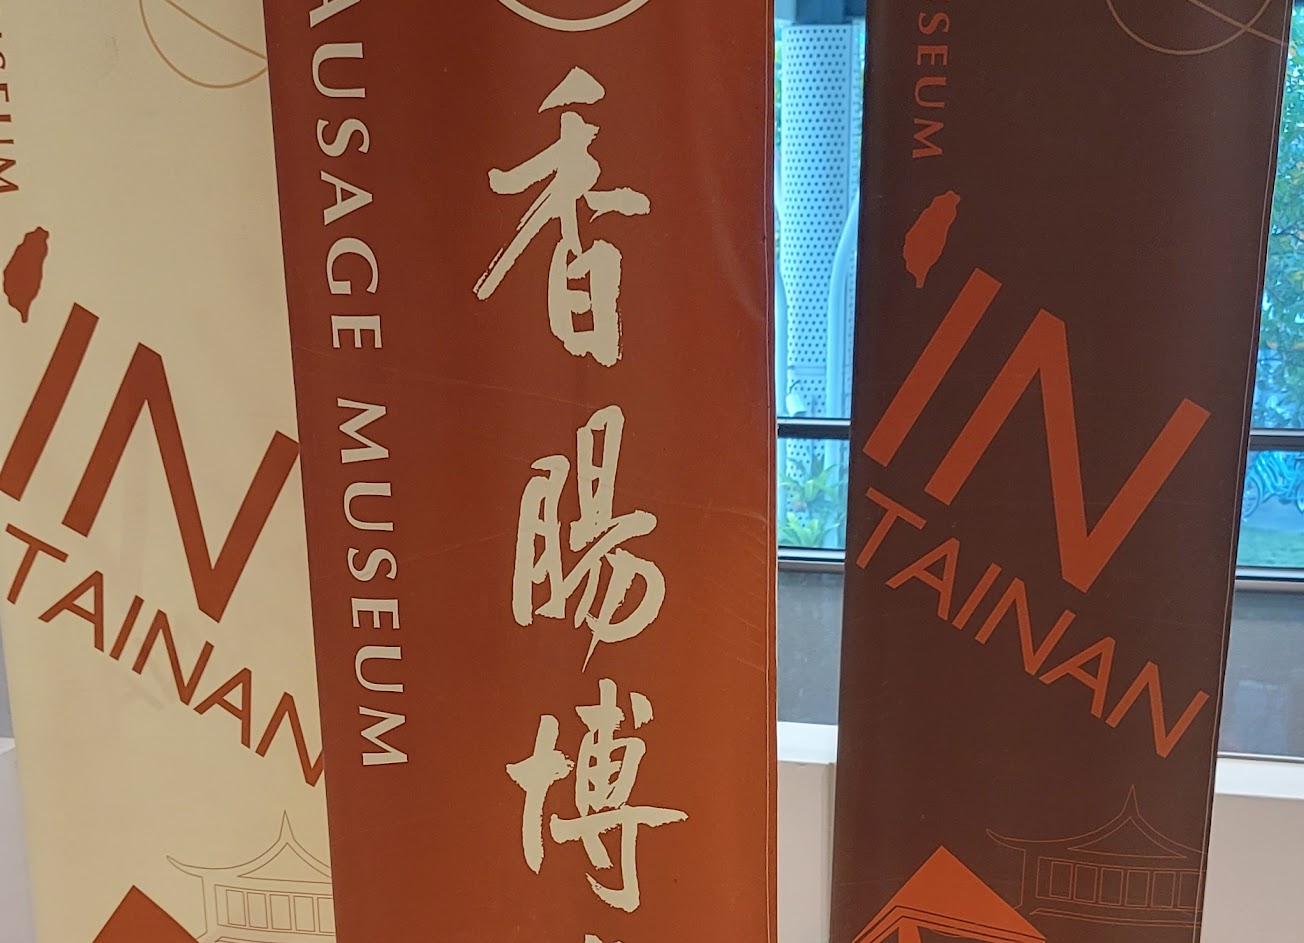 SEUM
'IN
TAINAN
AUSAGE MUSEUM
香腸博
SEUM
'IN
TAINAN